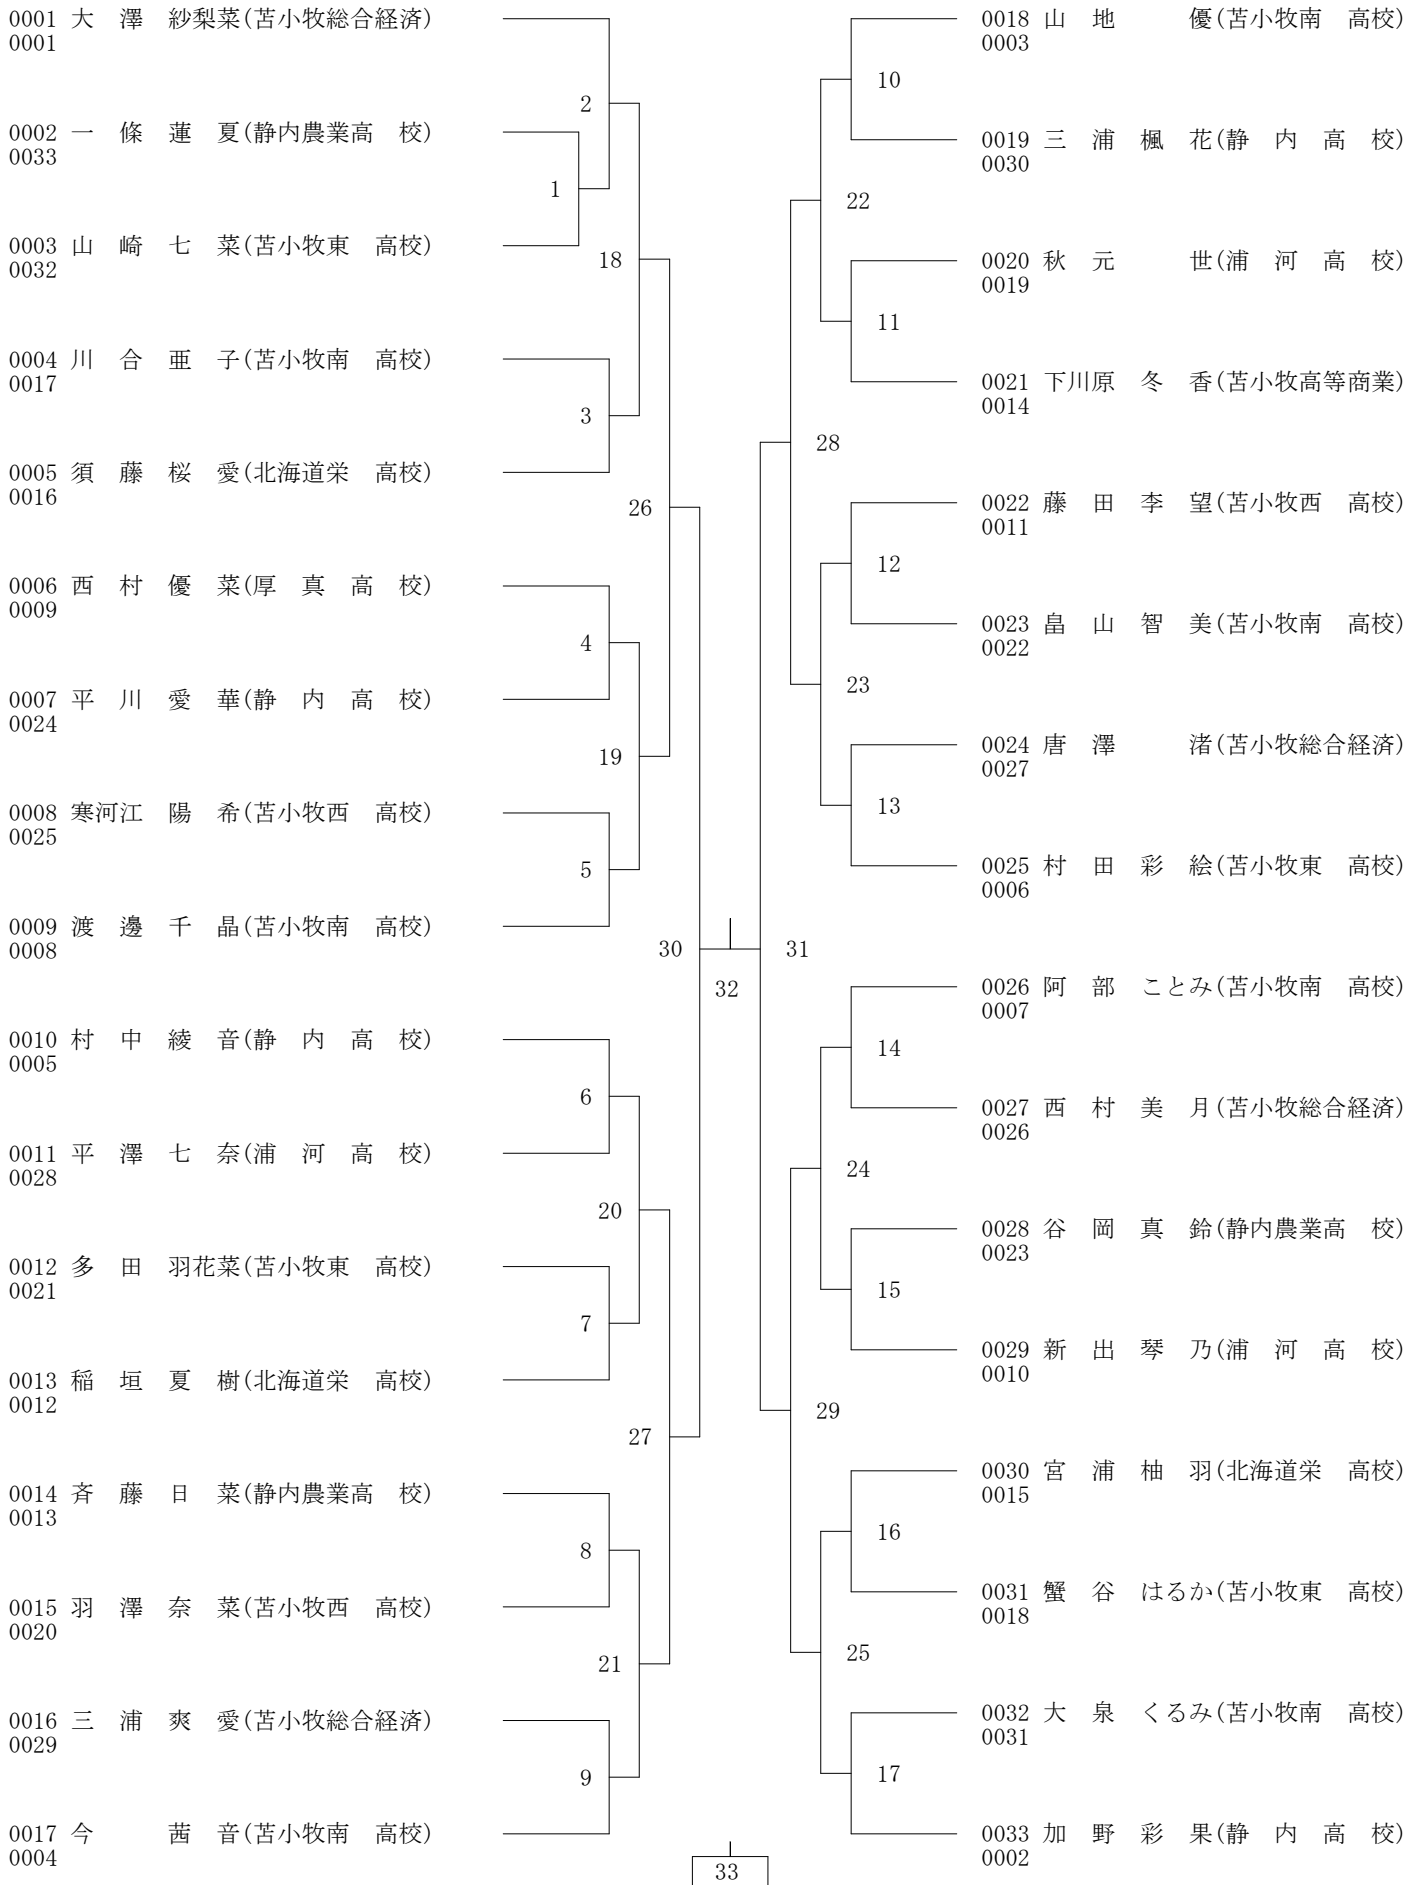 0001 大　澤　紗梨菜(苫小牧総合経済)
0001
2
0002 一　條　蓮　夏(静内農業高　校)
0033
1
0003 山　崎　七　菜(苫小牧東　高校)
0032
18
0004 川　合　亜　子(苫小牧南　高校)
0017
3
0005 須　藤　桜　愛(北海道栄　高校)
0016
26
0006 西　村　優　菜(厚　真　高　校)
0009
4
0007 平　川　愛　華(静　内　高　校)
0024
19
0008 寒河江　陽　希(苫小牧西　高校)
0025
5
0009 渡　邊　千　晶(苫小牧南　高校)
0008
30
32
31
0010 村　中　綾　音(静　内　高　校)
0005
6
0011 平　澤　七　奈(浦　河　高　校)
0028
20
0012 多　田　羽花菜(苫小牧東　高校)
0021
7
0013 稲　垣　夏　樹(北海道栄　高校)
0012
27
0014 斉　藤　日　菜(静内農業高　校)
0013
8
0015 羽　澤　奈　菜(苫小牧西　高校)
0020
21
0016 三　浦　爽　愛(苫小牧総合経済)
0029
9
0017 今　　　茜　音(苫小牧南　高校)
0004
33
0018 山　地　　　優(苫小牧南　高校)
0003
10
0019 三　浦　楓　花(静　内　高　校)
0030
22
0020 秋　元　　　世(浦　河　高　校)
0019
11
0021 下川原　冬　香(苫小牧高等商業)
0014
28
0022 藤　田　李　望(苫小牧西　高校)
0011
12
0023 畠　山　智　美(苫小牧南　高校)
0022
23
0024 唐　澤　　　渚(苫小牧総合経済)
0027
13
0025 村　田　彩　絵(苫小牧東　高校)
0006
0026 阿　部　ことみ(苫小牧南　高校)
0007
14
0027 西　村　美　月(苫小牧総合経済)
0026
24
0028 谷　岡　真　鈴(静内農業高　校)
0023
15
0029 新　出　琴　乃(浦　河　高　校)
0010
29
0030 宮　浦　柚　羽(北海道栄　高校)
0015
16
0031 蟹　谷　はるか(苫小牧東　高校)
0018
25
0032 大　泉　くるみ(苫小牧南　高校)
0031
17
0033 加　野　彩　果(静　内　高　校)
0002